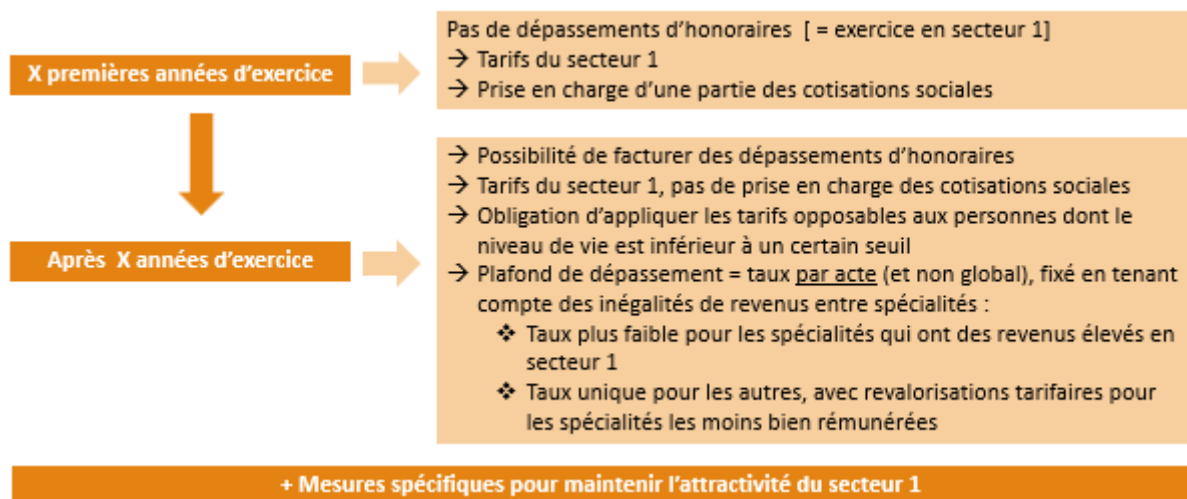 Pas de dépassements d'honoraires [ = exercice en secteur 1]
X premières années d'exercice
→ Tarifs du secteur 1
→ Prise en charge d'une partie des cotisations sociales
→ Possibilité de facturer des dépassements d'honoraires
→ Tarifs du secteur 1, pas de prise en charge des cotisations sociales
→ Obligation d'appliquer les tarifs opposables aux personnes dont le
niveau de vie est inférieur à un certain seuil
Après X années d'exercice
→ Plafond de dépassement = taux par acte (et non global), fixé en tenant
compte des inégalités de revenus entre spécialités :
❖ Taux plus faible pour les spécialités qui ont des revenus élevés en
secteur 1
❖ Taux unique pour les autres, avec revalorisations tarifaires pour
les spécialités les moins bien rémunérées
+ Mesures spécifiques pour maintenir l'attractivité du secteur 1